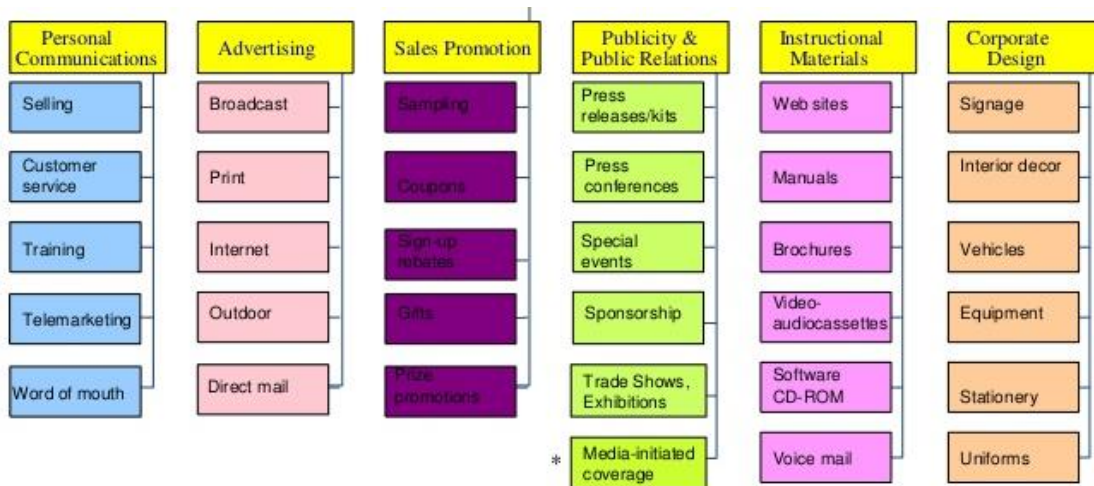 Personal
Communications
Selling
Customer
service
Training
Telemarketing
Word of mouth
Advertising
Broadcast
Print
Internet
Outdoor
Direct mail
Sales Promotion
Sampling
Coupons
Sign-up
rebates
Gifts
Prize
promotions
Publicity &
Public Relations
Press
releases/kits
Press
conferences
Special
events
Sponsorship
Trade Shows,
Exhibitions
* Media-initiated
coverage
Instructional
Materials
Web sites
Manuals
Brochures
Video-
audiocassettes
Software
CD-ROM
Voice mail
Corporate
Design
Signage
Interior decor
Vehicles
Equipment
Stationery
Uniforms